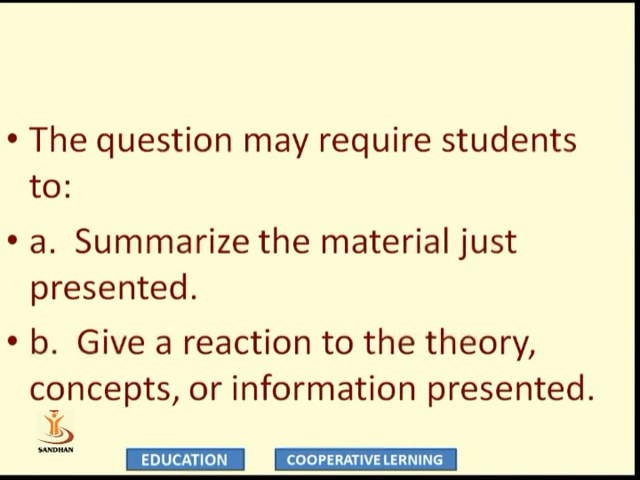 • The question may require students
to:
• a. Summarize the material just
presented.
• b. Give a reaction to the theory,
concepts, or information presented.
SANDHAN
EDUCATION
COOPERATIVE LERNING